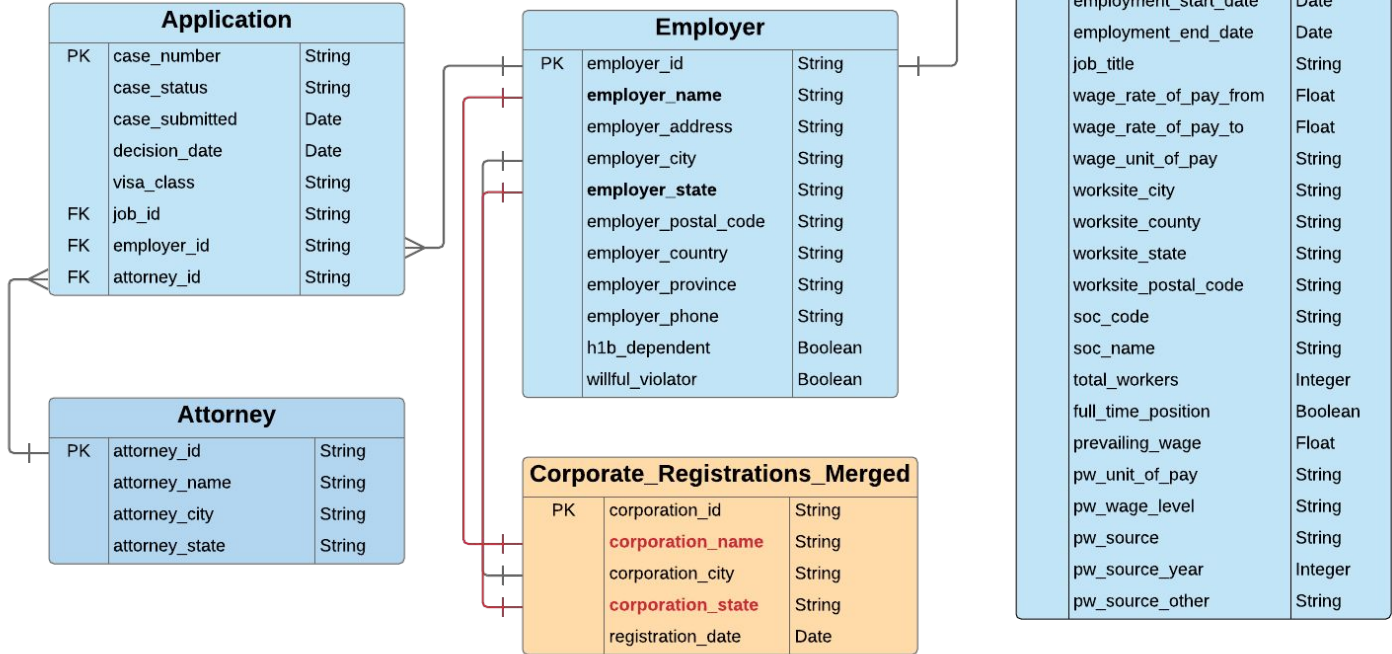 Application
PK case_number String
case_status String
case_submitted Date
decision_date Date
visa_class String
FK job_id String
FK employer_id String
FK attorney_id String
Attorney
PK attorney_id String
attorney_name String
attorney_city String
attorney_state String
Employer
PK employer_id String
employer_name String
employer_address String
employer_city String
employer_state String
employer_postal_code String
employer_country String
employer_province String
employer_phone String
h1b_dependent Boolean
willful_violator Boolean
Corporate_Registrations_Merged
PK corporation_id String
corporation_name String
corporation_city String
corporation_state String
registration_date Date
employment_start_date Date
employment_end_date Date
job_title String
wage_rate_of_pay_from Float
wage_rate_of_pay_to Float
wage_unit_of_pay String
worksite_city String
worksite_county String
worksite_state String
worksite_postal_code String
soc_code String
soc_name String
total_workers Integer
full_time_position Boolean
prevailing_wage Float
pw_unit_of_pay String
pw_wage_level String
pw_source String
pw_source_year Integer
pw_source_other String